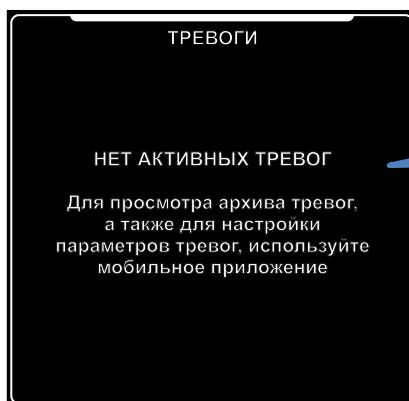 ТРЕВОГИ
НЕТ АКТИВНЫХ ТРЕВОГ
Для просмотра архива тревог,
а также для настройки
параметров тревог, используйте
мобильное приложение